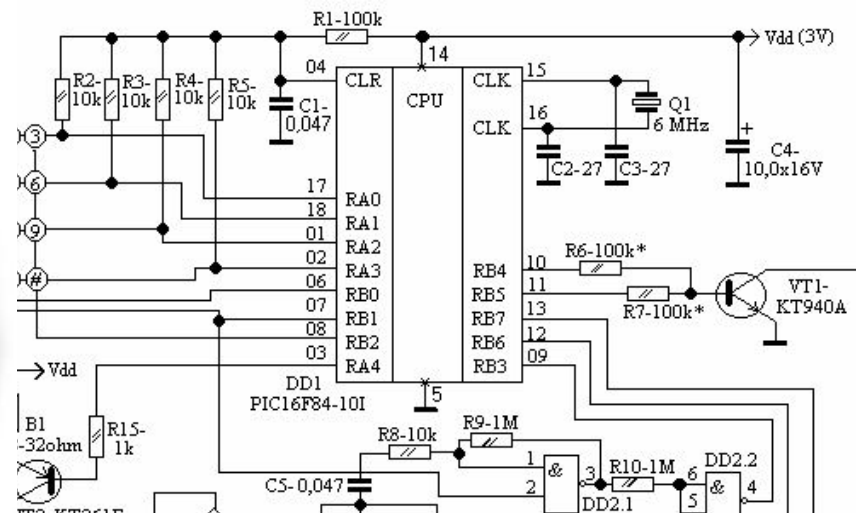 R1-100k
Vdd (3V)
14
04
CLR
CPU
CLK
15
R2-
10k
R3-
10k
R4-
10k
R5-
10k
C1-
0,047
16
CLK
Q1
6 MHz
+
C4-
10,0x16V
C2-27
C3-27
3
6
9
#
17
RA0
18
RA1
01
RA2
02
RA3
06
RB0
07
RB1
08
RB2
03
RA4
RB4
10
R6-100k*
RB5
11
R7-100k*
RB7
13
RB6
12
RB3
09
VT1-
KT940A
Vdd
DD1
PIC16F84-10I
5
B1
-32ohm
R15-
1k
R8-10k
R9-1M
C5-0,047
1
2
&
3
DD2.1
R10-1M
6
5
&
4
DD2.2